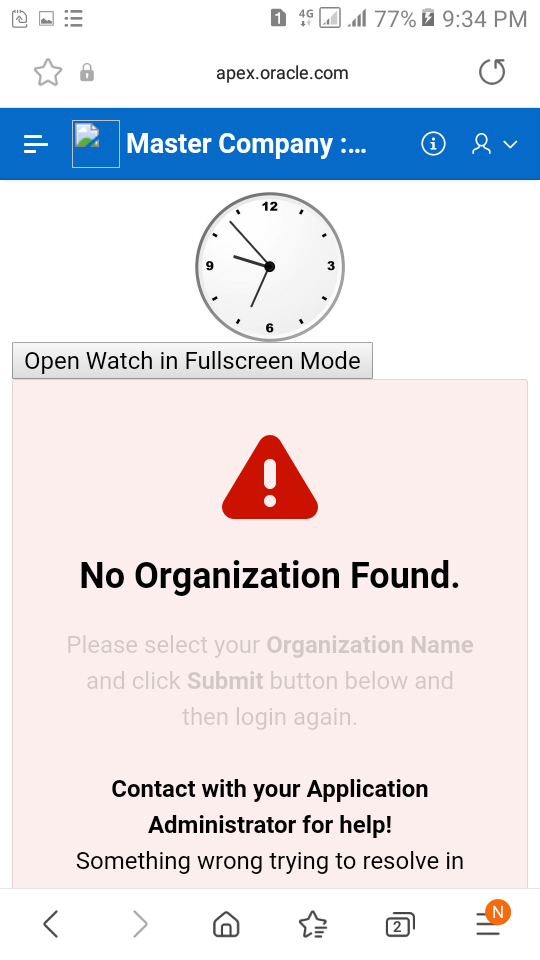 1 4G 77% 9:34 PM
apex.oracle.com
Master Company :...
12
9 3
6
Open Watch in Fullscreen Mode
No Organization Found.
Please select your Organization Name
and click Submit button below and
then login again.
Contact with your Application
Administrator for help!
Something wrong trying to resolve in
2 N